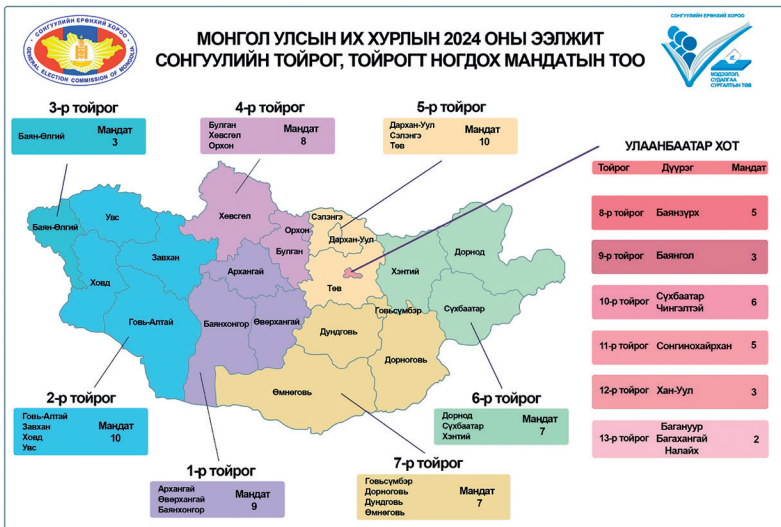 СОНГУУЛИЙН ЕРӨНХИЙ ХОРОО
GENERAL ELECTION COMMISSION OF MONGOLIA
МОНГОЛ УЛСЫН ИХ ХУРЛЫН 2024 ОНЫ ЭЭЛЖИТ
СОНГУУЛИЙН ТОЙРОГ, ТОЙРОГТ НОГДОХ МАНДАТЫН ТОО
СОНГУУЛИЙН ЕРӨНХИЙ ХОРОО
МЭДЭЭЛЭЛ,
СУДАЛГАА
СУРГАЛТЫН ТӨВ
3-р тойрог
Баян-Өлгий Мандат
3
4-р тойрог
Булган
Хөвсгөл
Орхон
Мандат
8
5-р тойрог
Дархан-Уул
Сэлэнгэ
Төв
Мандат
10
УЛААНБААТАР ХОТ
Тойрог Дүүрэг Мандат
8-р тойрог Баянзүрх 5
9-р тойрог Баянгол 3
10-р тойрог Сүхбаатар Чингэлтэй 6
11-р тойрог Сонгинохайрхан 5
12-р тойрог Хан-Уул 3
13-р тойрог Багануур Багахангай Налайх 2
Баян-Өлгий
Увс
Ховд
Завхан
Говь-Алтай
Хөвсгөл
Орхон
Булган
Архангай
Баянхонгор
Өвөрхангай
Сэлэнгэ
Дархан-Уул
Төв
Хэнтий
Дорнод
Сүхбаатар
Говьсүмбэр
Дундговь
Дорноговь
Өмнөговь
2-р тойрог
Говь-Алтай
Завхан
Ховд
Увс
Мандат
10
1-р тойрог
Архангай
Өвөрхангай
Баянхонгор
Мандат
9
7-р тойрог
Говьсүмбэр
Дорноговь
Дундговь
Өмнөговь
Мандат
7
6-р тойрог
Дорнод
Сүхбаатар
Хэнтий
Мандат
7